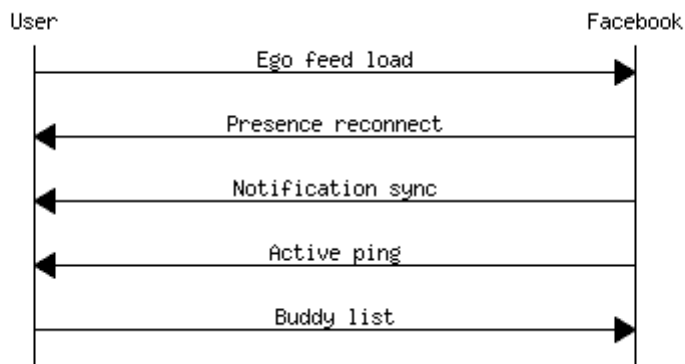 User Facebook
Ego feed load
Presence reconnect
Notification sync
Active ping
Buddy list